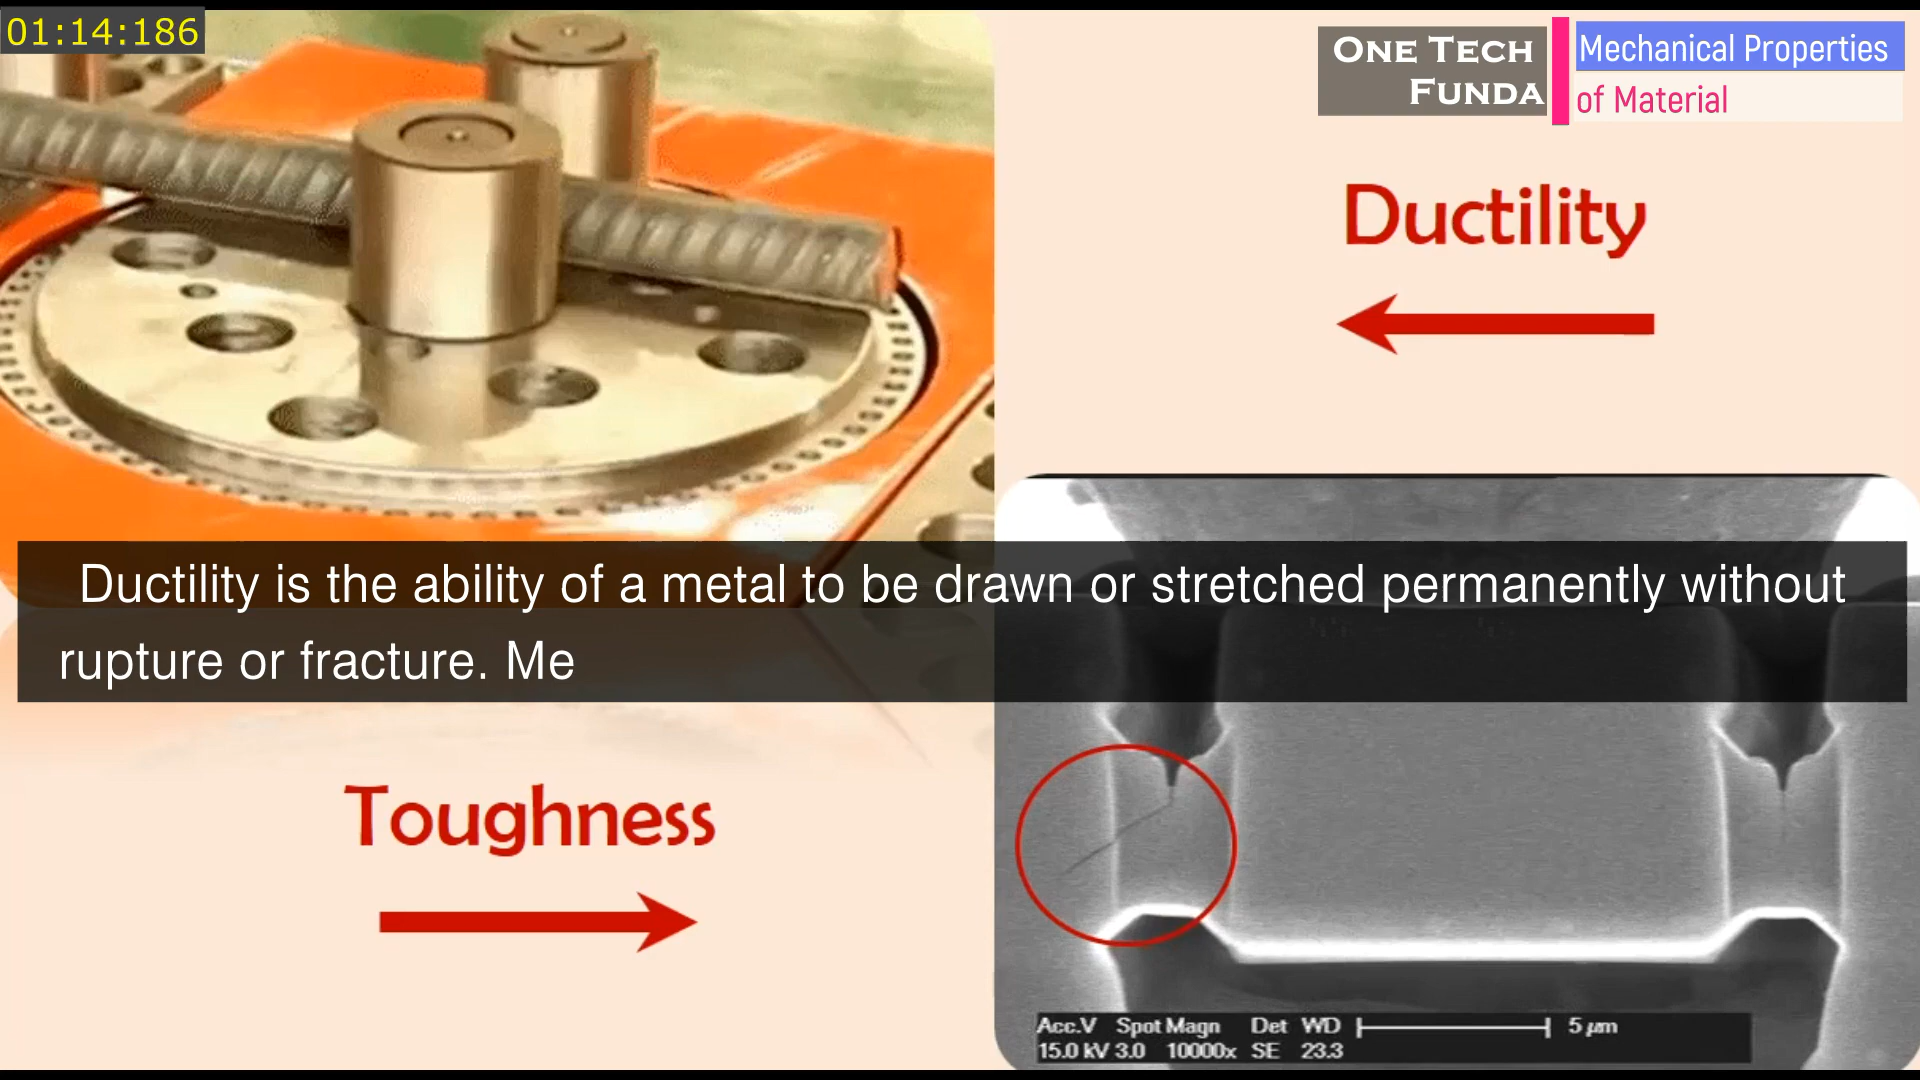 01:14:186
ONE TECH
FUNDA
Mechanical Properties
of Material
Ductility
Ductility is the ability of a metal to be drawn or stretched permanently without
rupture or fracture. Me
Toughness
Acc.V Spot Magn Det WD 5 µm
15.0 kV 3.0 10000x SE 23.3